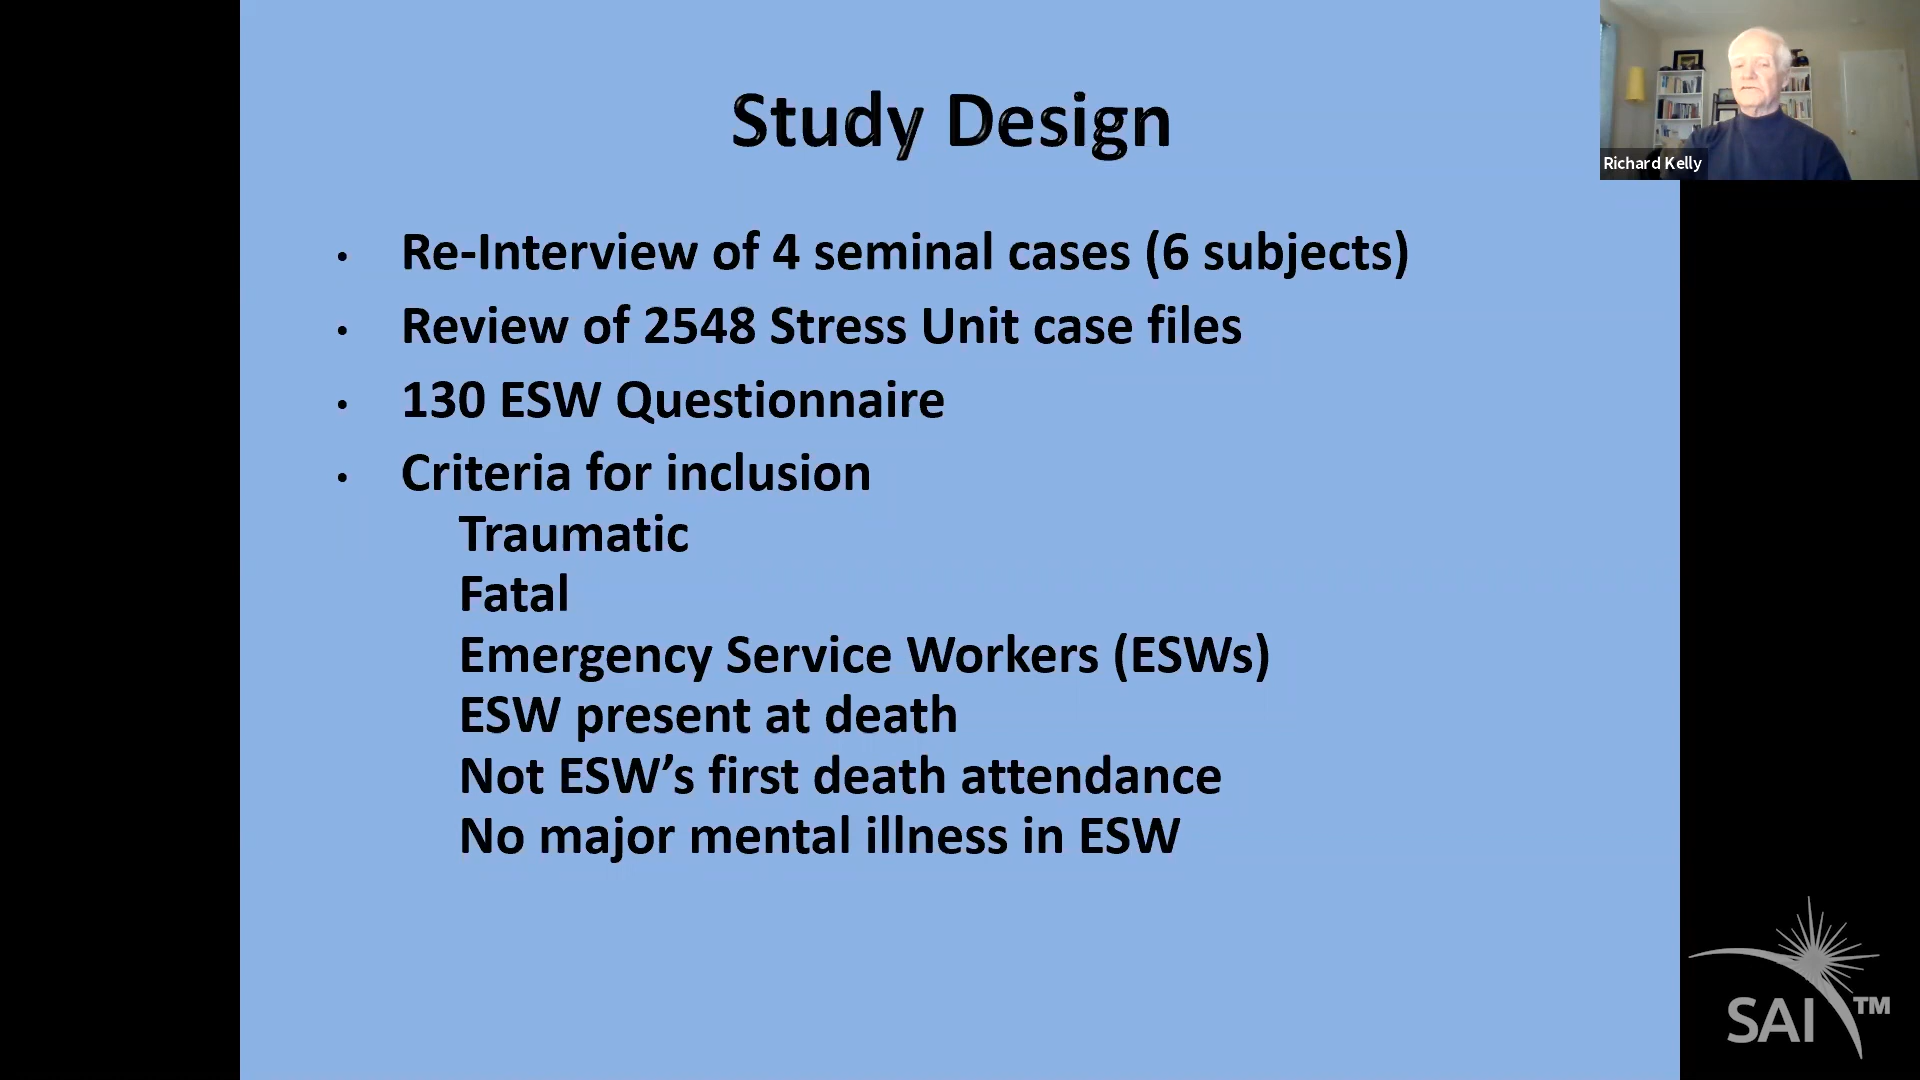 Study Design
Richard Kelly
• Re-Interview of 4 seminal cases (6 subjects)
• Review of 2548 Stress Unit case files
• 130 ESW Questionnaire
• Criteria for inclusion
Traumatic
Fatal
Emergency Service Workers (ESWs)
ESW present at death
Not ESW’s first death attendance
No major mental illness in ESW
SAI™